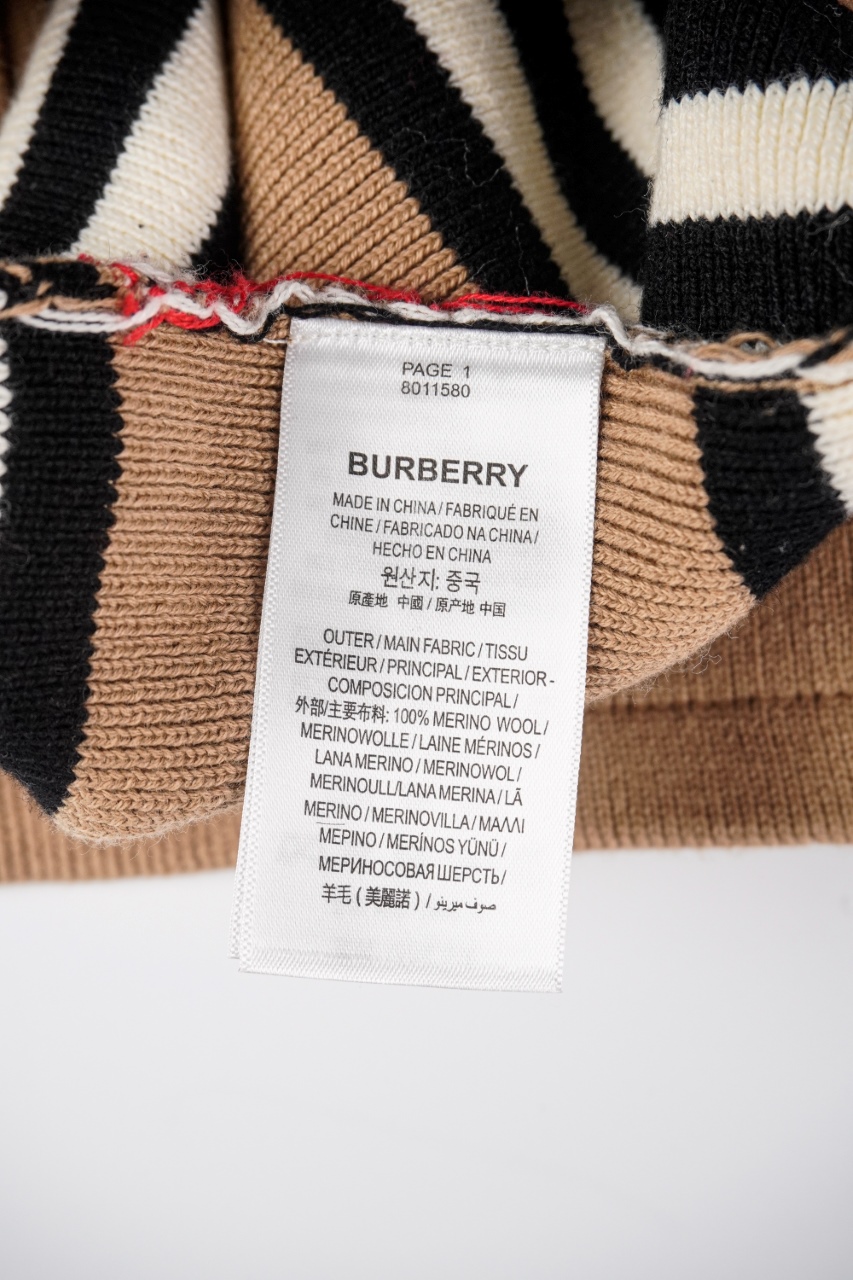 PAGE 1
8011580
BURBERRY
MADE IN CHINA / FABRIQUÉ EN
CHINE / FABRICADO NA CHINA /
HECHO EN CHINA
원산지: 중국
原產地 中國 / 原产地 中国
OUTER / MAIN FABRIC / TISSU
EXTÉRIEUR / PRINCIPAL / EXTERIOR-
COMPOSICION PRINCIPAL /
外部/主要布料: 100% MERINO WOOL /
MERINOWOLLE / LAINE MÉRINOS /
LANA MERINO / MERINOWOL /
MERINOULL/LANA MERINA / LÃ
MERINO / MERINOVILLA / ΜΑΛΛΙ
ΜΕΡΙΝΟ / MERİNOS YÜNÜ /
МЕРИНОСОВАЯ ШЕРСТЬ /
羊毛 ( 美麗諾 ) / صوف ميرينو